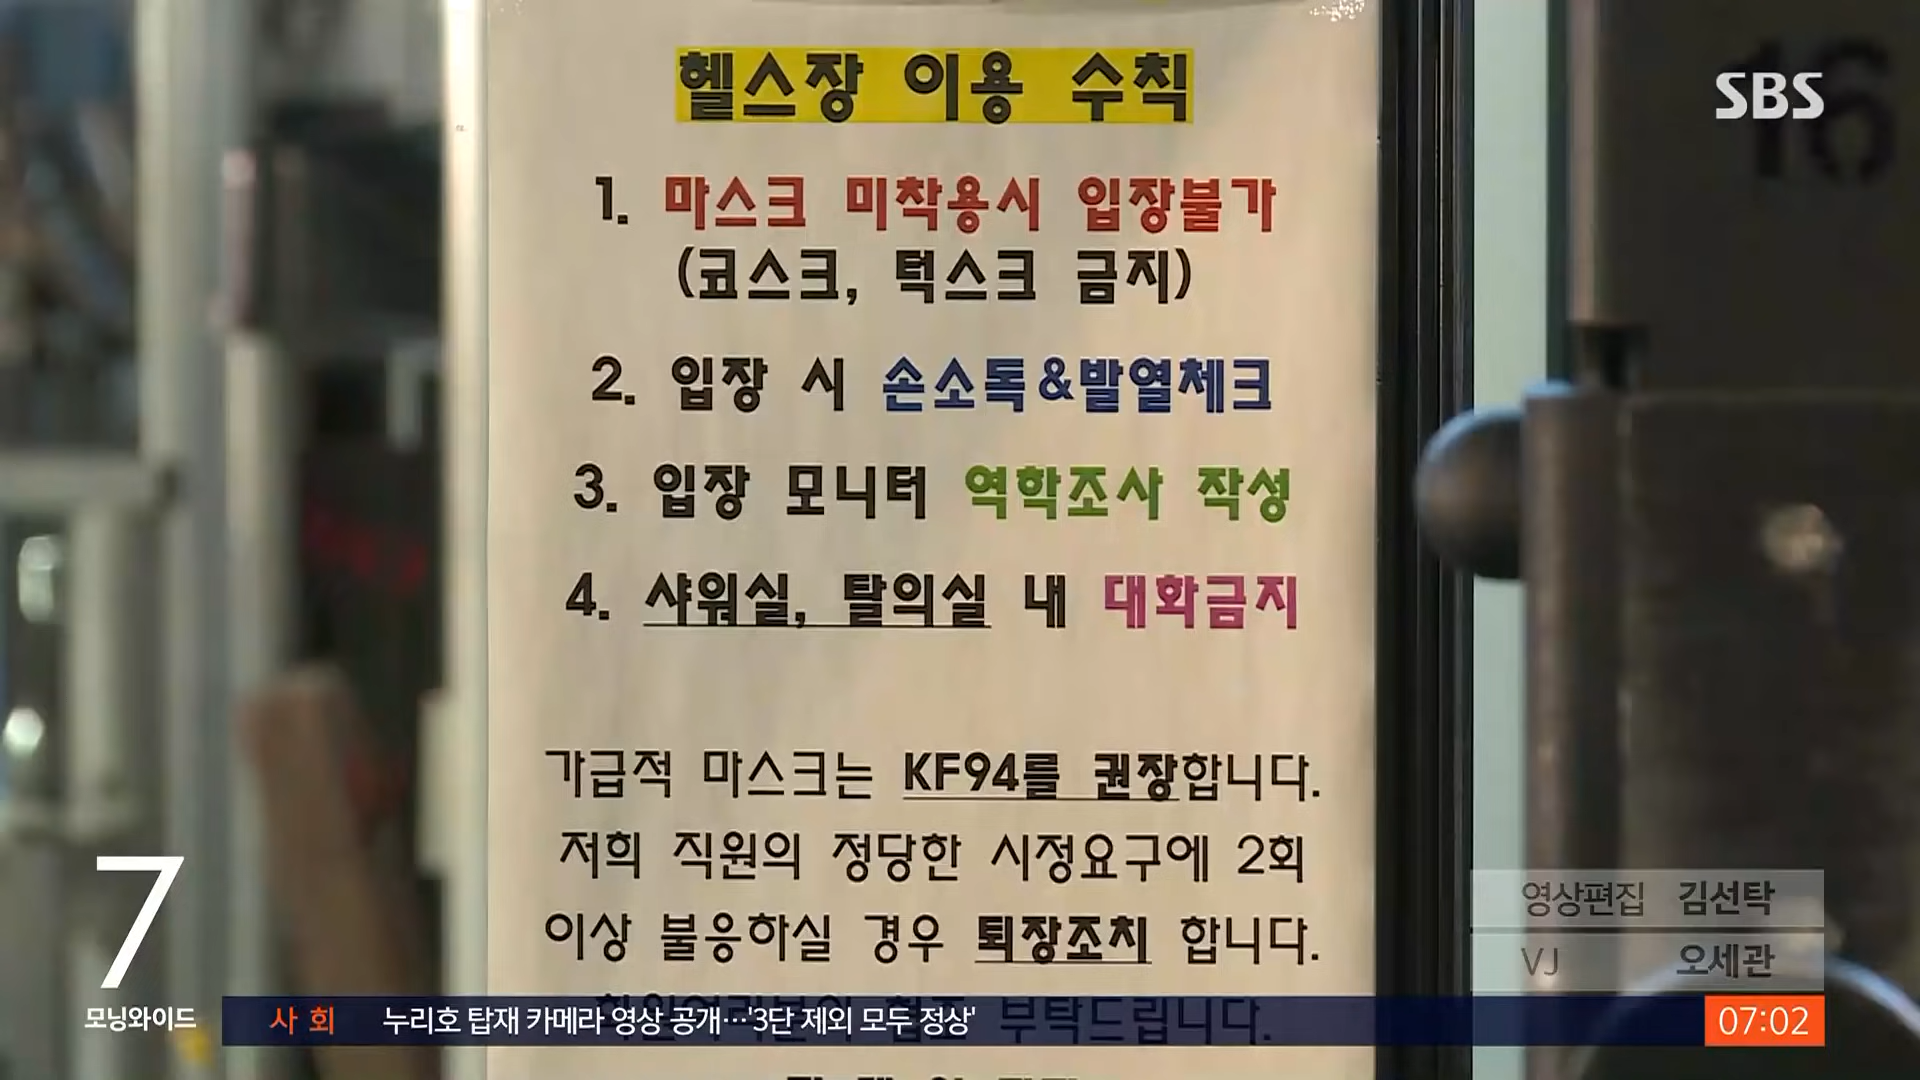 헬스장 이용 수칙
SBS
16
1. 마스크 미착용시 입장불가
(코스크, 턱스크 금지)
2. 입장 시 손소독&발열체크
3. 입장 모니터 역학조사 작성
4. 샤워실, 탈의실 내 대화금지
가급적 마스크는 KF94를 권장합니다.
저희 직원의 정당한 시정요구에 2회
이상 불응하실 경우 퇴장조치 합니다.
부탁드립니다.
영상편집 김선탁
VJ 오세관
7
모닝와이드
사회 누리호 탑재 카메라 영상 공개…'3단 제외 모두 정상'
07:02